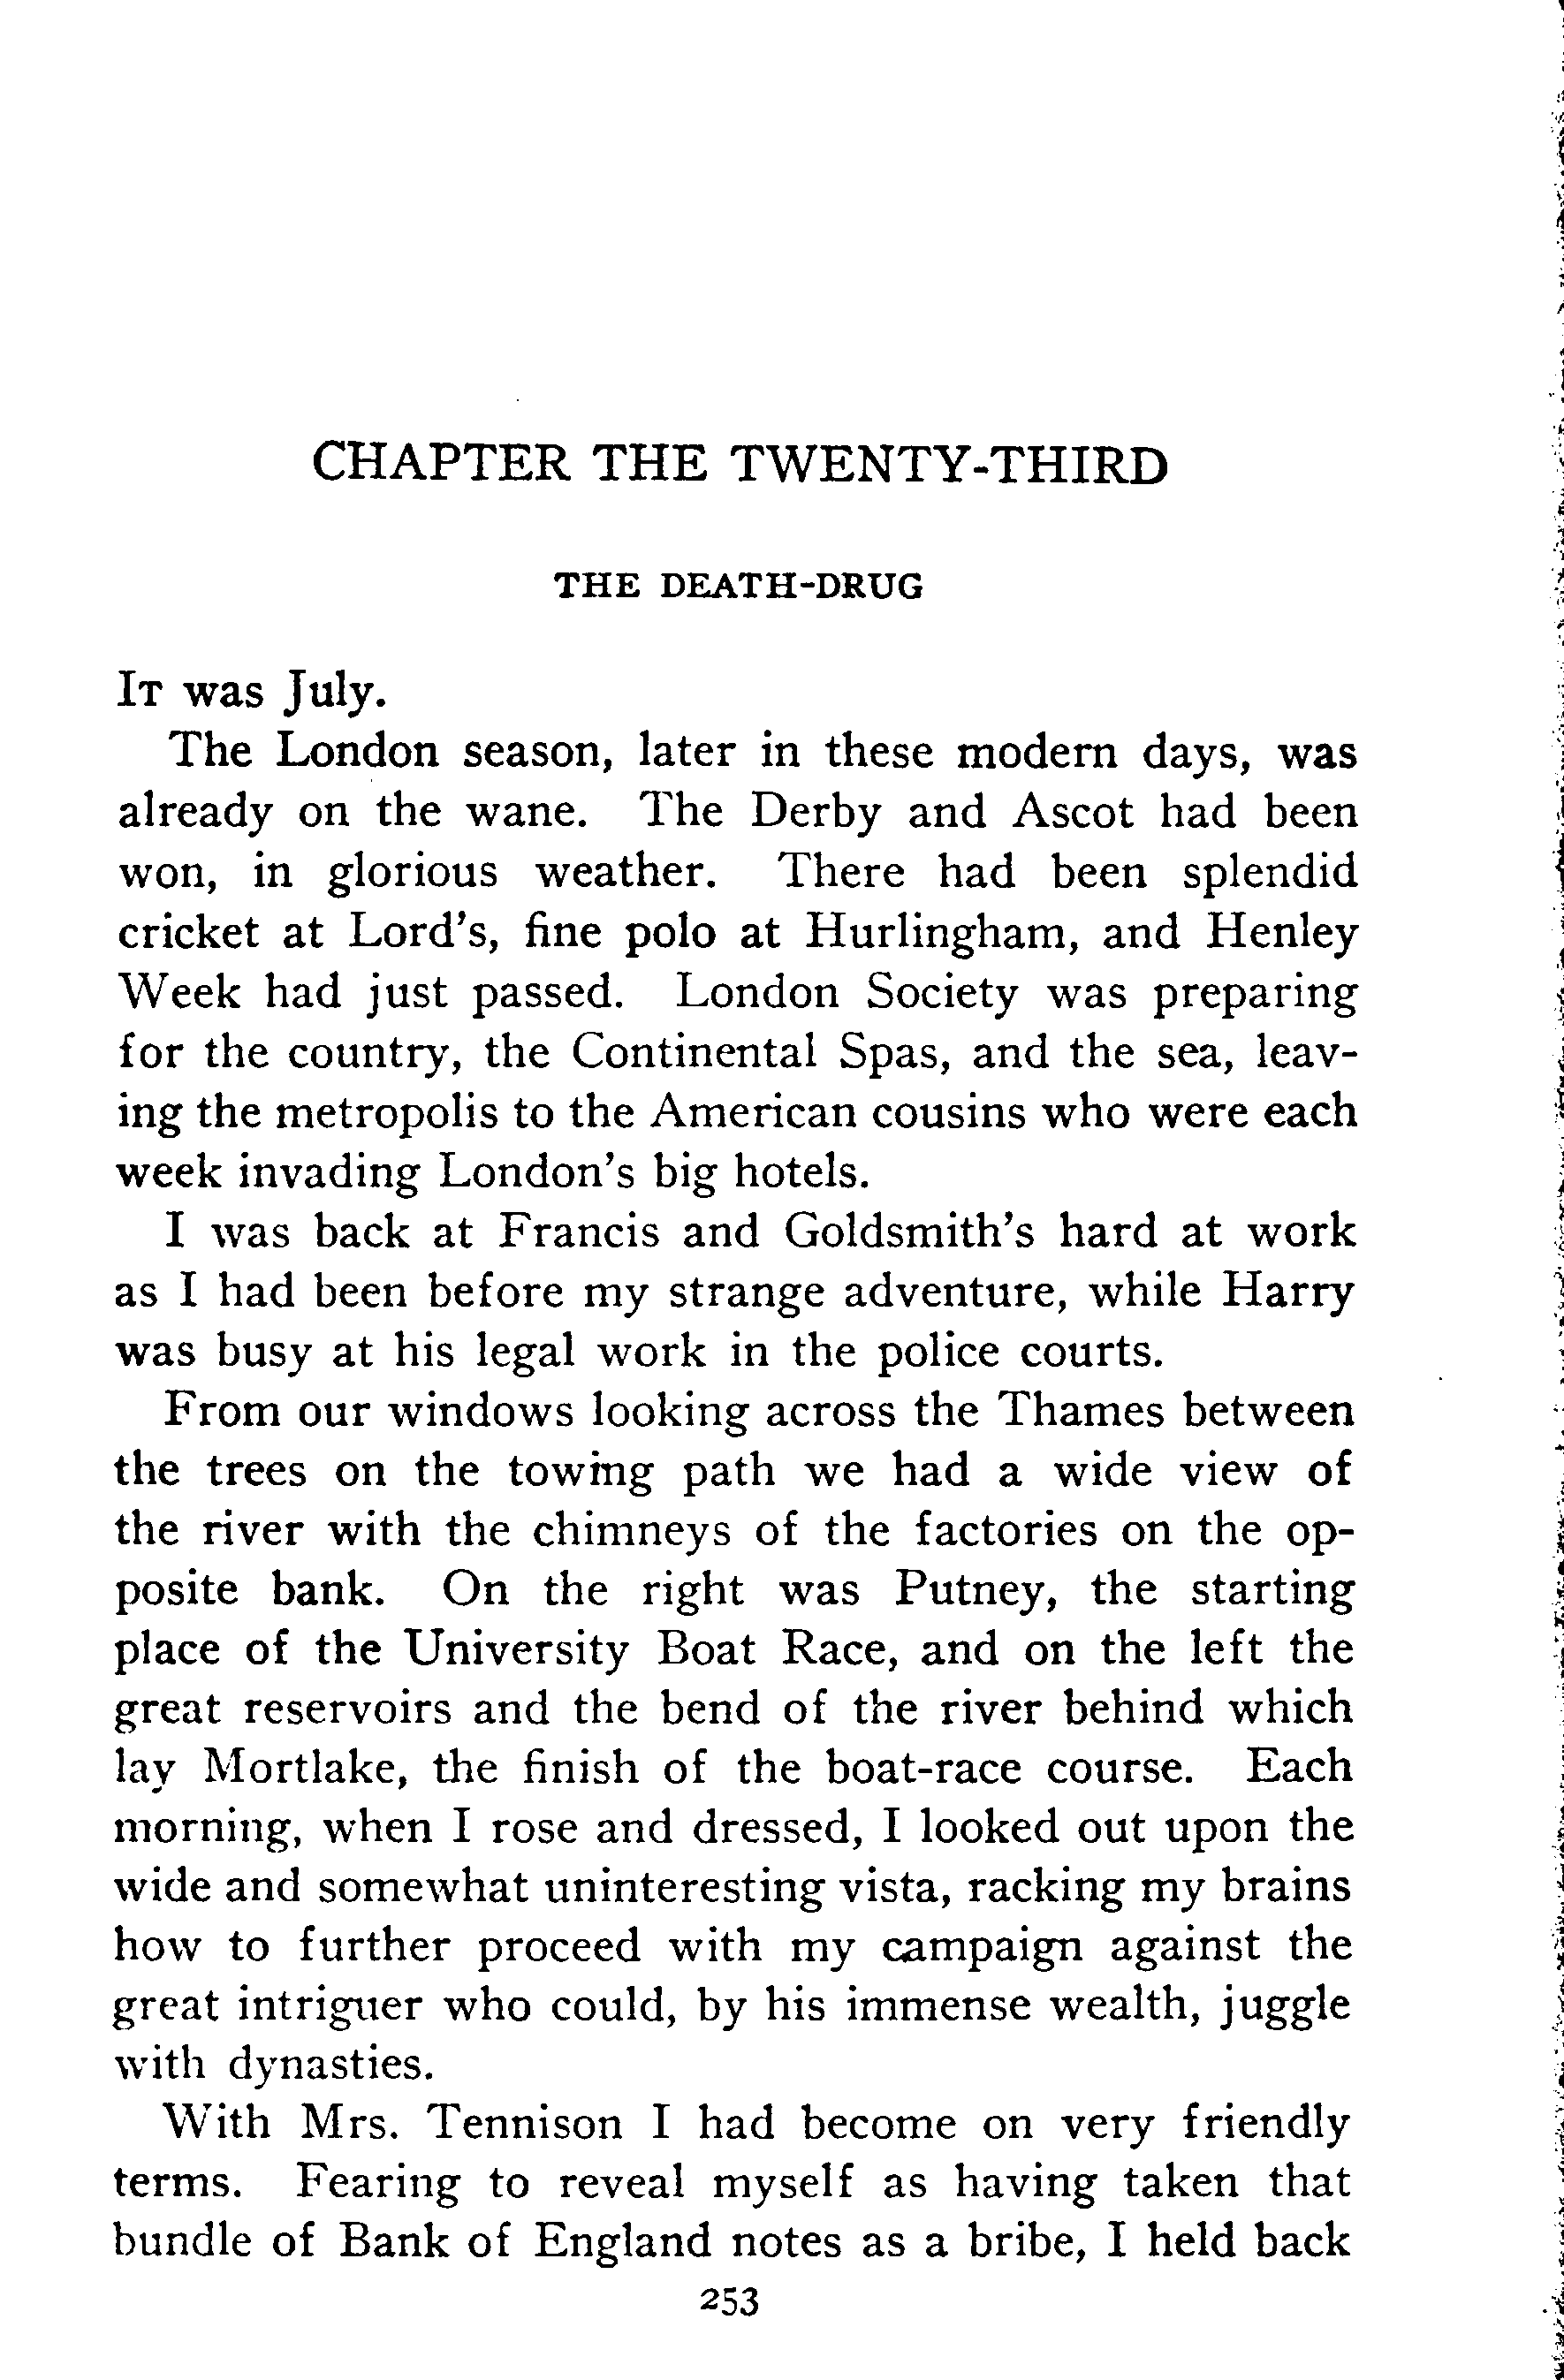 CHAPTER THE TWENTY-THIRD
THE DEATH-DRUG
IT was July.
The London season, later in these modern days, was
already on the wane. The Derby and Ascot had been
won, in glorious weather. There had been splendid
cricket at Lord's, fine polo at Hurlingham, and Henley
Week had just passed. London Society was preparing
for the country, the Continental Spas, and the sea, leav-
ing the metropolis to the American cousins who were each
week invading London's big hotels.
I was back at Francis and Goldsmith's hard at work
as I had been before my strange adventure, while Harry
was busy at his legal work in the police courts.
From our windows looking across the Thames between
the trees on the towing path we had a wide view of
the river with the chimneys of the factories on the op-
posite bank. On the right was Putney, the starting
place of the University Boat Race, and on the left the
great reservoirs and the bend of the river behind which
lay Mortlake, the finish of the boat-race course. Each
morning, when I rose and dressed, I looked out upon the
wide and somewhat uninteresting vista, racking my brains
how to further proceed with my campaign against the
great intriguer who could, by his immense wealth, juggle
with dynasties.
With Mrs. Tennison I had become on very friendly
terms. Fearing to reveal myself as having taken that
bundle of Bank of England notes as a bribe, I held back
253